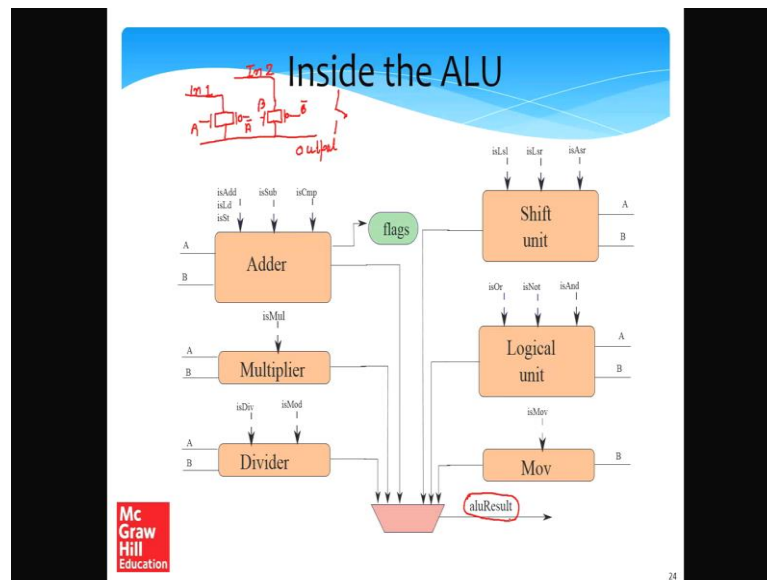 Inside the ALU
In 1
In 2
A
A̅
B
B̅
output
isAdd
isLd
isSt
isSub
isCmp
A
B
Adder
flags
isMul
A
B
Multiplier
isDiv
isMod
A
B
Divider
isLsl
isLsr
isAsr
Shift
unit
A
B
isOr
isNot
isAnd
Logical
unit
A
B
isMov
Mov
B
aluResult
Mc
Graw
Hill
Education
24